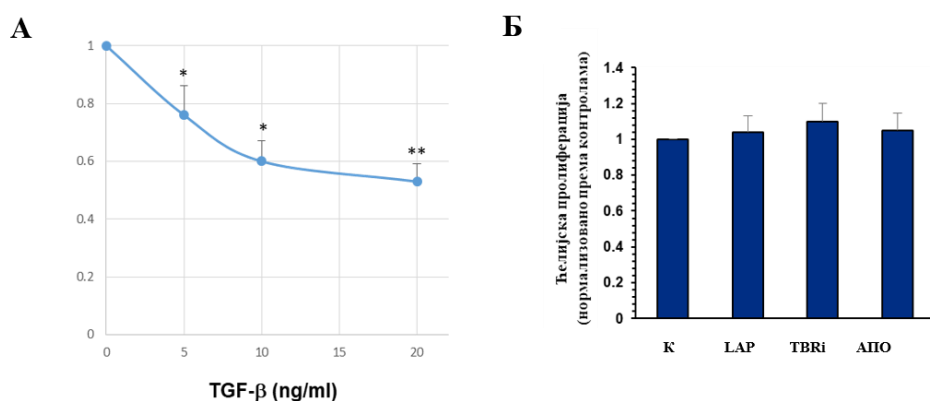 А
1
0.8
0.6
0.4
0.2
0
*
*
**
0
5
10
15
20
TGF-β (ng/ml)
Б
Ћелијска пролиферација
(нормализовано према контролама)
1.4
1.2
1
0.8
0.6
0.4
0.2
0
К
LAP
TBRi
АПО